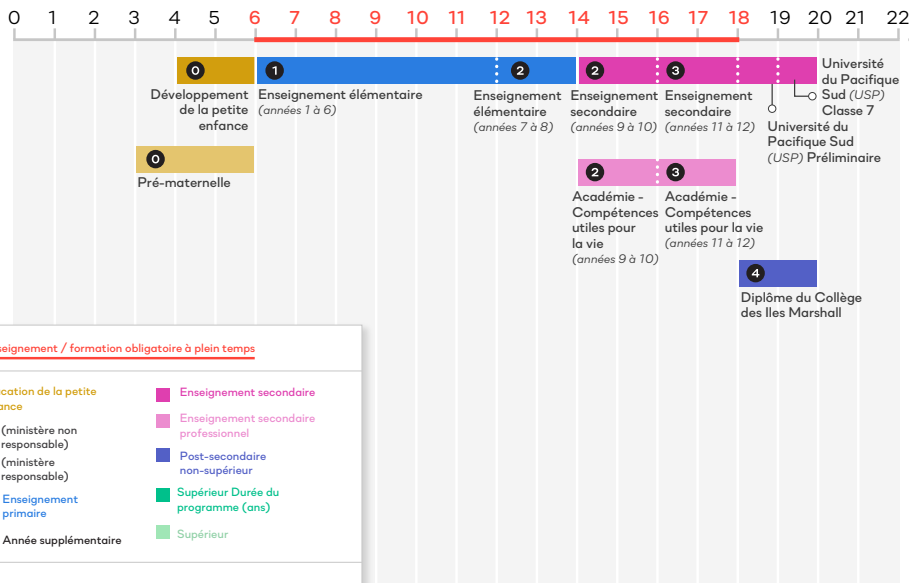 0 1 2 3 4 5 6 7 8 9 10 11 12 13 14 15 16 17 18 19 20 21 22
0
1
2
2
3
Développement
de la petite
enfance
Enseignement élémentaire
(années 1 à 6)
Enseignement
élémentaire
(années 7 à 8)
Enseignement
secondaire
(années 9 à 10)
Enseignement
secondaire
(années 11 à 12)
Université
du Pacifique
Sud (USP)
Classe 7
Université du
Pacifique Sud
(USP) Préliminaire
0
Pré-maternelle
2
3
Académie -
Compétences
utiles pour
la vie
(années 9 à 10)
Académie -
Compétences
utiles pour la vie
(années 11 à 12)
4
Diplôme du Collège
des Iles Marshall
seignement / formation obligatoire à plein temps
cation de la petite
ance
(ministère non
responsable)
(ministère
responsable)
Enseignement
primaire
Année supplémentaire
Enseignement secondaire
Enseignement secondaire
professionnel
Post-secondaire
non-supérieur
Supérieur Durée du
programme (ans)
Supérieur